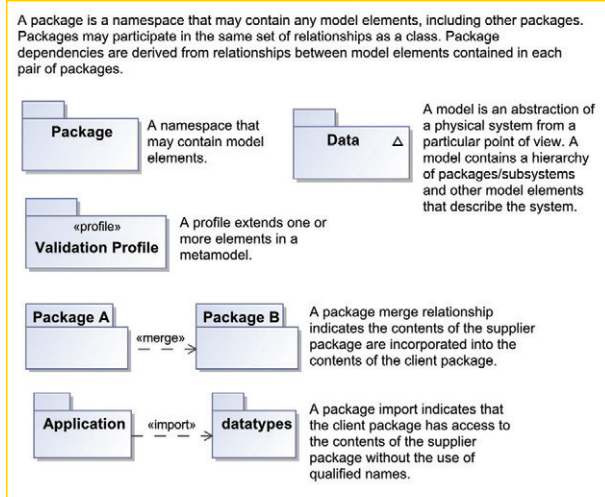 A package is a namespace that may contain any model elements, including other packages.
Packages may participate in the same set of relationships as a class. Package
dependencies are derived from relationships between model elements contained in each
pair of packages.
Package
A namespace that
may contain model
elements.
Data
A model is an abstraction of
a physical system from a
particular point of view. A
model contains a hierarchy
of packages/subsystems
and other model elements
that describe the system.
«profile»
Validation Profile
A profile extends one or
more elements in a
metamodel.
Package A
«merge»
Package B
A package merge relationship
indicates the contents of the supplier
package are incorporated into the
contents of the client package.
Application
«import»
datatypes
A package import indicates that
the client package has access to
the contents of the supplier
package without the use of
qualified names.